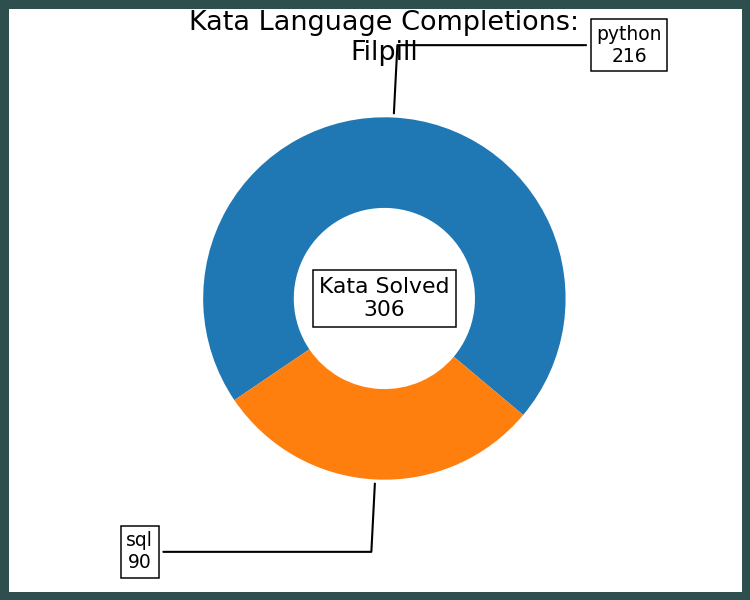 Kata Language Completions:
Filpill
python
216
Kata Solved
306
sql
90